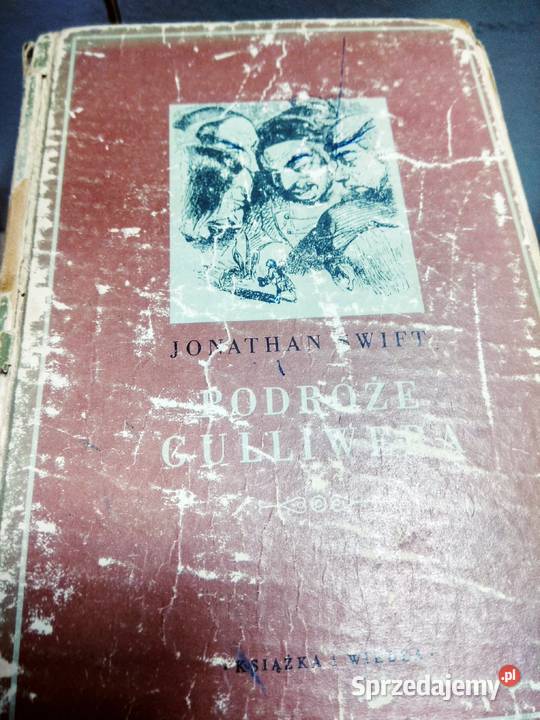 JONATHAN SWIFT
PODRÓŻE
GULLIWERA
KSIĄŻKA I WIEDZA
Sprzedajemy.pl